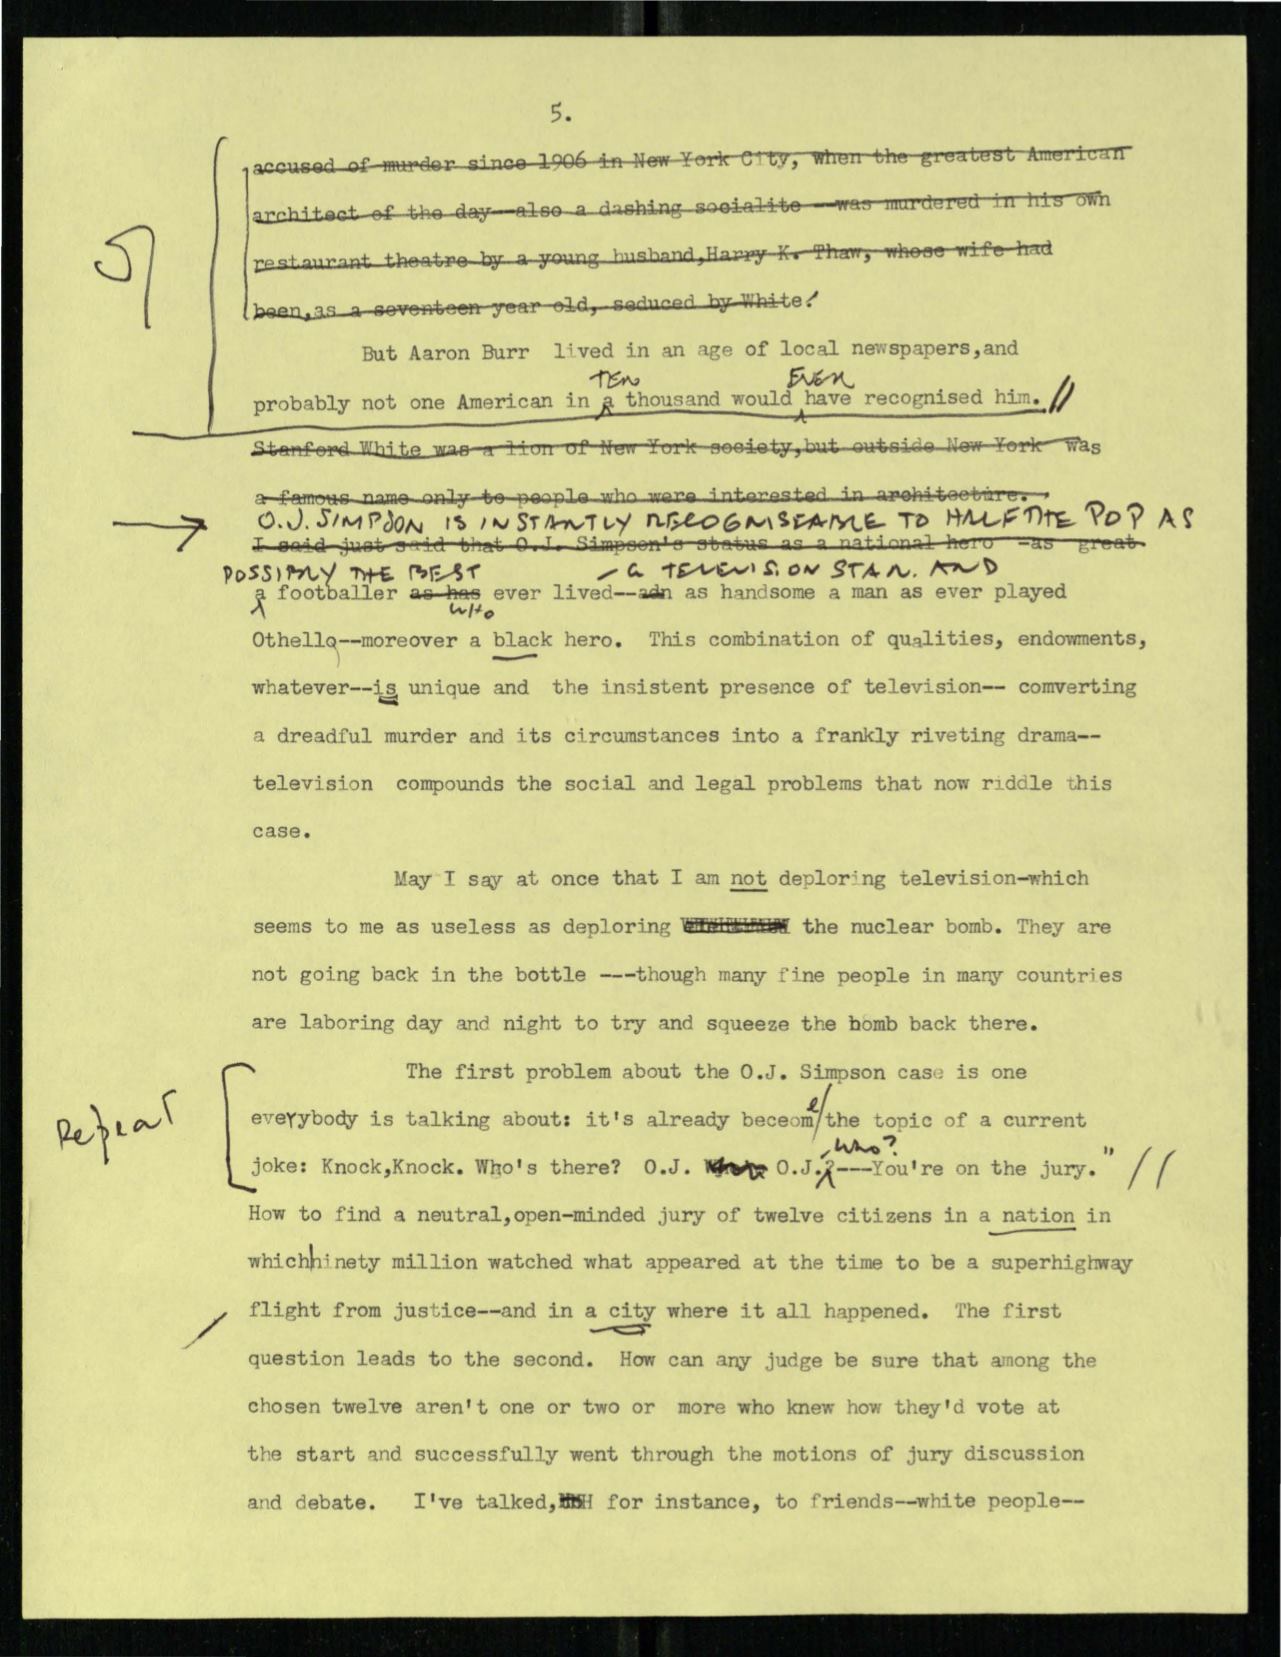 5.
accused of murder since 1906 in New York City, when the greatest American
architect of the day--also a dashing socialite --was murdered in his own
restaurant theatre by a young husband,Harry K. Thaw, whose wife had
5
been,as a seventeen year old, seduced by White.
But Aaron Burr lived in an age of local newspapers,and
TEN EVEN
probably not one American in a thousand would have recognised him. //
Stanford White was a lion of New York society,but outside New York was
a famous name only to people who were interested in architecture.
O.J. SIMPSON IS INSTANTLY RECOGNISEABLE TO HALF THE POP AS
I said just said that O.J. Simpson's status as a national hero -as great
POSSIBLY THE BEST - A TELEVISION STAR. AND
a footballer as has ever lived--adn as handsome a man as ever played
WHO
Othello--moreover a black hero. This combination of qualities, endowments,
whatever--is unique and the insistent presence of television-- comverting
a dreadful murder and its circumstances into a frankly riveting drama--
television compounds the social and legal problems that now riddle this
case.
May I say at once that I am not deploring television-which
seems to me as useless as deploring the nuclear bomb. They are
not going back in the bottle ---though many fine people in many countries
are laboring day and night to try and squeeze the bomb back there.
The first problem about the O.J. Simpson case is one
e
everybody is talking about: it's already beceom/the topic of a current
Repeat
who?
joke: Knock,Knock. Who's there? O.J. O.J.?---You're on the jury." //
How to find a neutral,open-minded jury of twelve citizens in a nation in
which ninety million watched what appeared at the time to be a superhighway
flight from justice--and in a city where it all happened. The first
question leads to the second. How can any judge be sure that among the
chosen twelve aren't one or two or more who knew how they'd vote at
the start and successfully went through the motions of jury discussion
and debate. I've talked, for instance, to friends--white people--